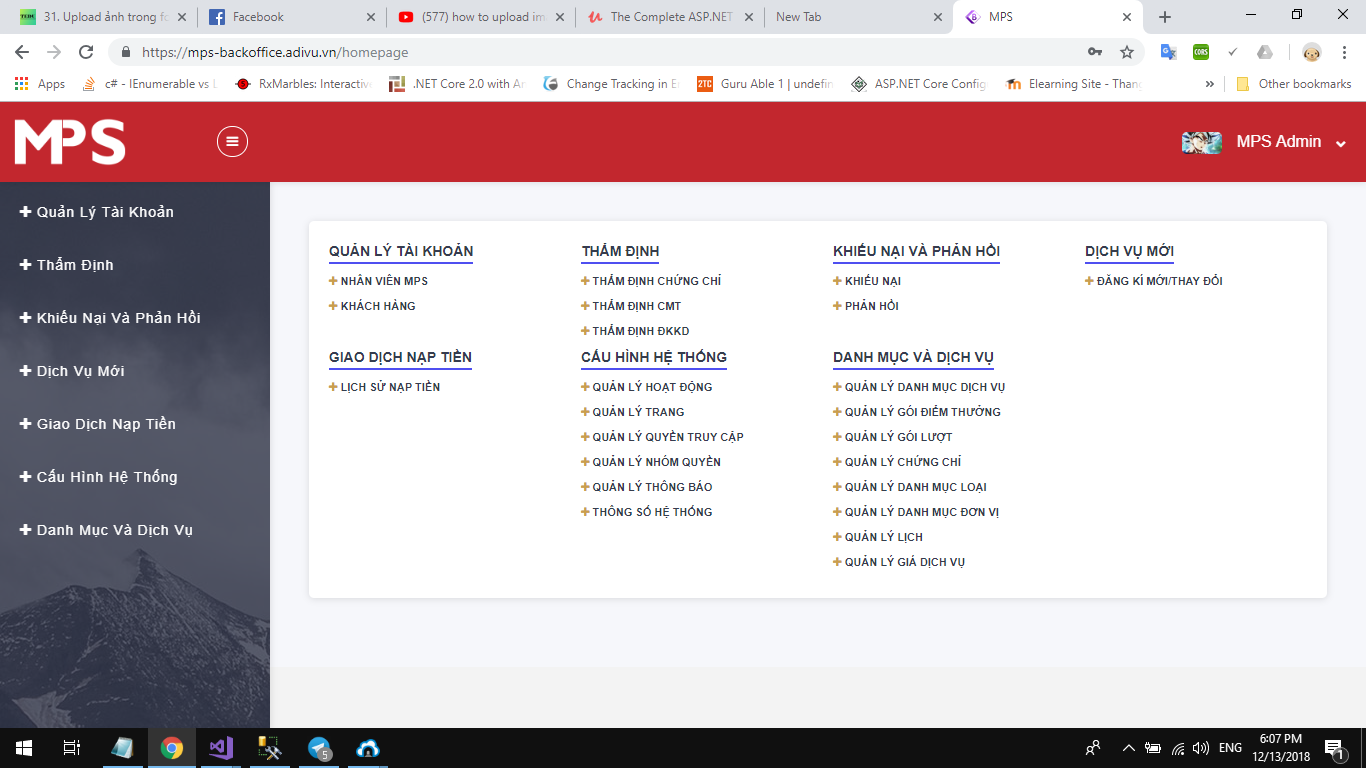 31. Upload ảnh trong fo
Facebook
(577) how to upload im
The Complete ASP.NET
New Tab
MPS
https://mps-backoffice.adivu.vn/homepage
Apps
c# - IEnumerable vs L
RxMarbles: Interactive
.NET Core 2.0 with An
Change Tracking in E
Guru Able 1 | undefin
ASP.NET Core Config
Elearning Site - Thang
»
Other bookmarks
MPS
MPS Admin
Quản Lý Tài Khoản
Thẩm Định
Khiếu Nại Và Phản Hồi
Dịch Vụ Mới
Giao Dịch Nạp Tiền
Cấu Hình Hệ Thống
Danh Mục Và Dịch Vụ
QUẢN LÝ TÀI KHOẢN
NHÂN VIÊN MPS
KHÁCH HÀNG
THẨM ĐỊNH
THẨM ĐỊNH CHỨNG CHỈ
THẨM ĐỊNH CMT
THẨM ĐỊNH ĐKKD
KHIẾU NẠI VÀ PHẢN HỒI
KHIẾU NẠI
PHẢN HỒI
DỊCH VỤ MỚI
ĐĂNG KÍ MỚI/THAY ĐỔI
GIAO DỊCH NẠP TIỀN
LỊCH SỬ NẠP TIỀN
CẤU HÌNH HỆ THỐNG
QUẢN LÝ HOẠT ĐỘNG
QUẢN LÝ TRANG
QUẢN LÝ QUYỀN TRUY CẬP
QUẢN LÝ NHÓM QUYỀN
QUẢN LÝ THÔNG BÁO
THÔNG SỐ HỆ THỐNG
DANH MỤC VÀ DỊCH VỤ
QUẢN LÝ DANH MỤC DỊCH VỤ
QUẢN LÝ GÓI ĐIỂM THƯỞNG
QUẢN LÝ GÓI LƯỢT
QUẢN LÝ CHỨNG CHỈ
QUẢN LÝ DANH MỤC LOẠI
QUẢN LÝ DANH MỤC ĐƠN VỊ
QUẢN LÝ LỊCH
QUẢN LÝ GIÁ DỊCH VỤ
5
ENG
6:07 PM
12/13/2018
1